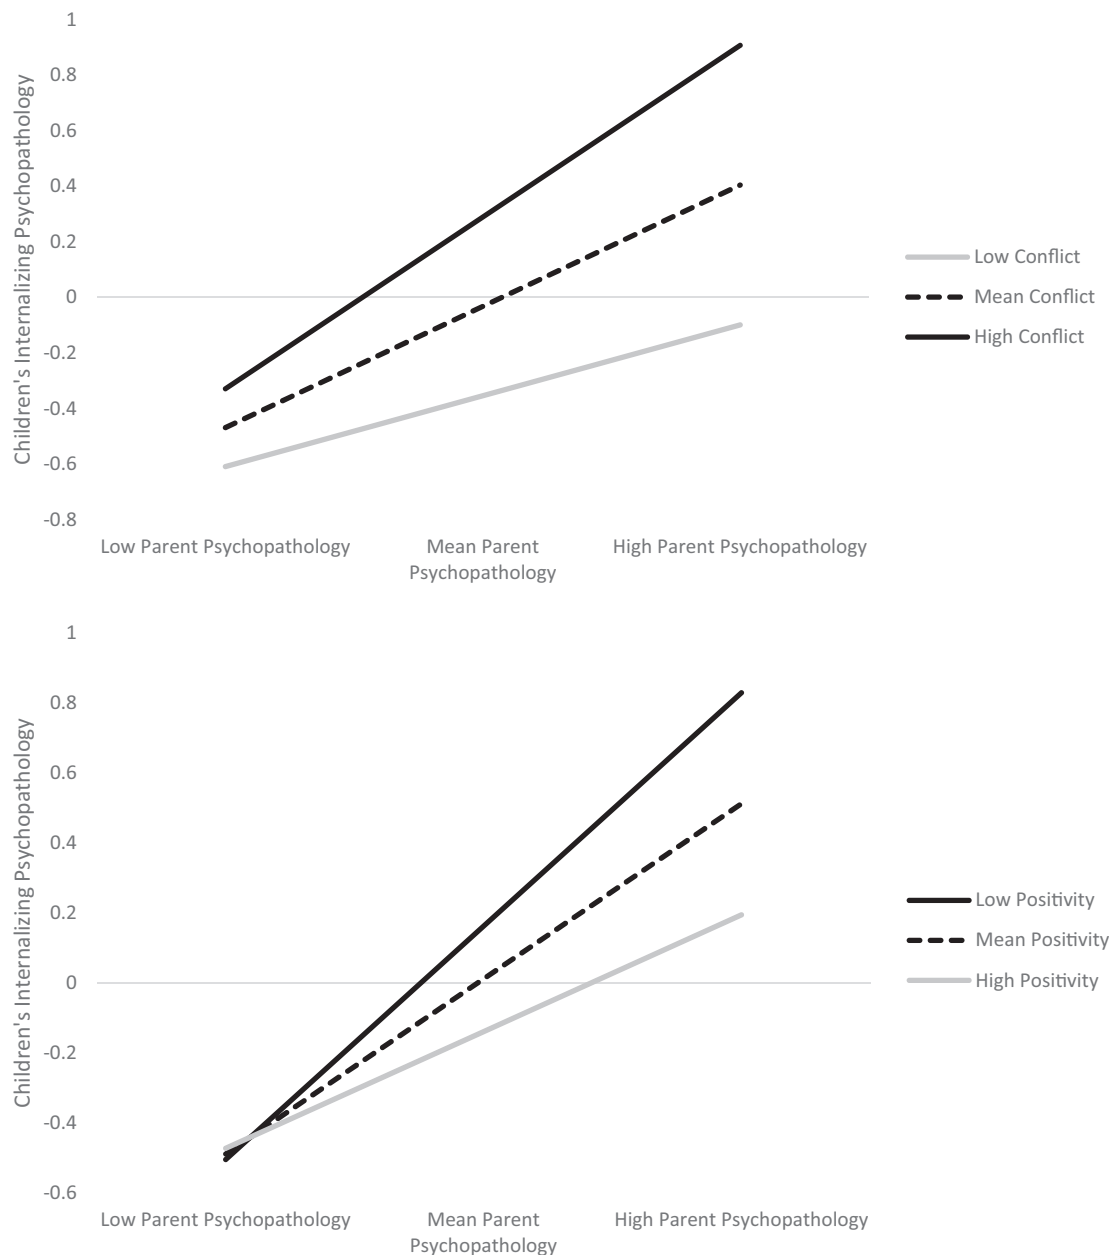 1
0.8
0.6
0.4
0.2
0
-0.2
-0.4
-0.6
-0.8
Children's Internalizing Psychopathology
Low Parent Psychopathology
Mean Parent
Psychopathology
High Parent Psychopathology
Low Conflict
Mean Conflict
High Conflict
1
0.8
0.6
0.4
0.2
0
-0.2
-0.4
-0.6
Children's Internalizing Psychopathology
Low Parent Psychopathology
Mean Parent
Psychopathology
High Parent Psychopathology
Low Positivity
Mean Positivity
High Positivity